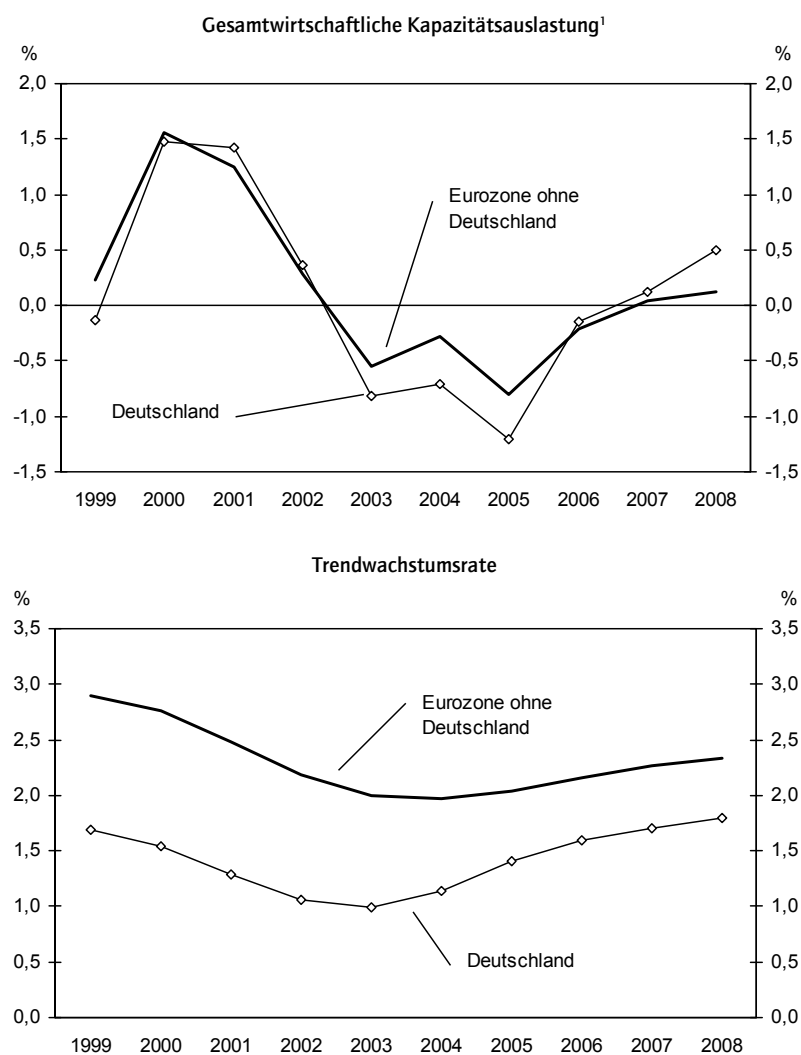 Gesamtwirtschaftliche Kapazitätsauslastung¹
% %
2,0 2,0
1,5 1,5
1,0 1,0
Eurozone ohne
Deutschland
0,5 0,5
0,0 0,0
-0,5 -0,5
Deutschland
-1,0 -1,0
-1,5 -1,5
1999 2000 2001 2002 2003 2004 2005 2006 2007 2008
Trendwachstumsrate
% %
3,5 3,5
3,0 3,0
Eurozone ohne
Deutschland
2,5 2,5
2,0 2,0
1,5 1,5
1,0 1,0
Deutschland
0,5 0,5
0,0 0,0
1999 2000 2001 2002 2003 2004 2005 2006 2007 2008